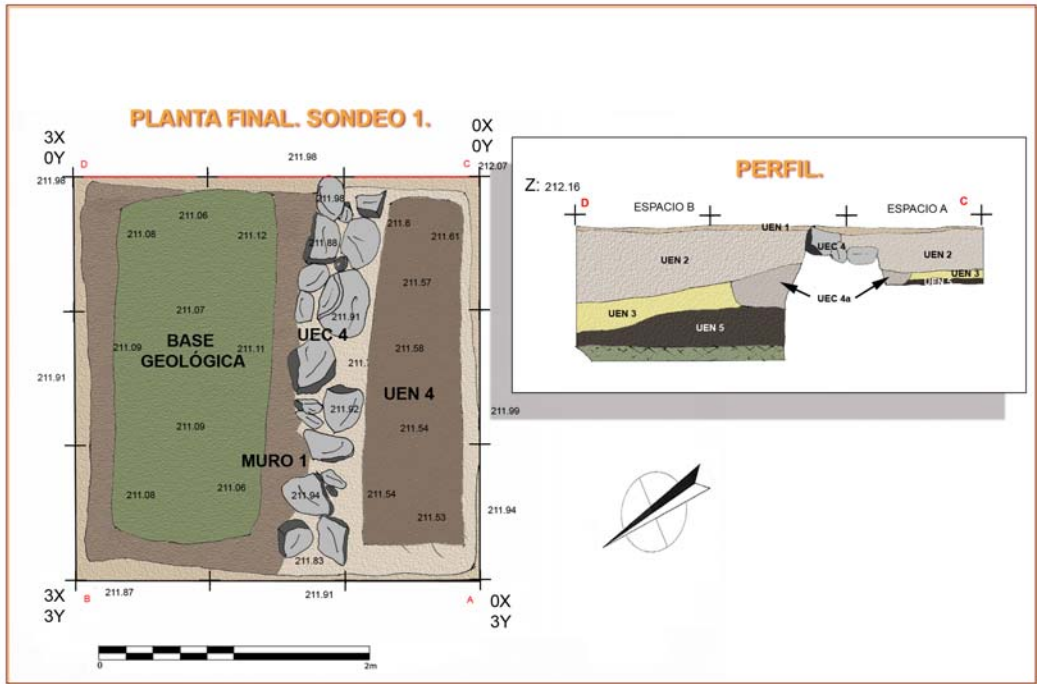 PLANTA FINAL. SONDEO 1.
3X
0Y
0X
0Y
D
211.98
C
212.07
211.98
211.98
211.06
211.8
211.08
211.12
211.88
211.61
211.57
211.07
211.91
UEC 4
BASE
GEOLÓGICA
211.09
211.11
211.58
211.91
UEN 4
211.92
211.99
211.09
211.54
MURO 1
211.08
211.06
211.94
211.54
211.53
211.94
211.83
3X
3Y
211.87
B
211.91
A
0X
3Y
0
2m
PERFIL.
Z: 212.16
D
ESPACIO B
ESPACIO A
C
UEN 1
UEC 4
UEN 2
UEN 2
UEN 3
UEN 5
UEC 4a
UEN 3
UEN 5